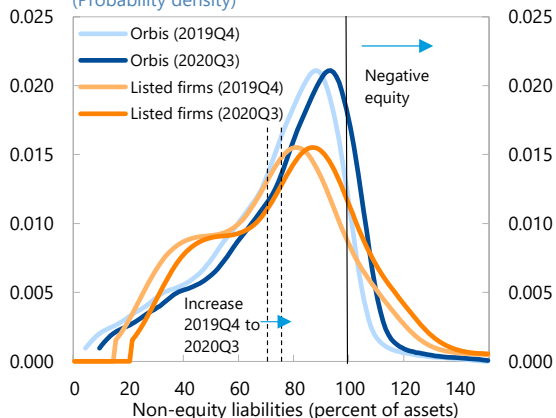 (Probability density)
0.025
0.020
0.015
0.010
0.005
0.000
Orbis (2019Q4)
Orbis (2020Q3)
Listed firms (2019Q4)
Listed firms (2020Q3)
Negative
equity
Increase
2019Q4 to
2020Q3
0.025
0.020
0.015
0.010
0.005
0.000
0 20 40 60 80 100 120 140
Non-equity liabilities (percent of assets)